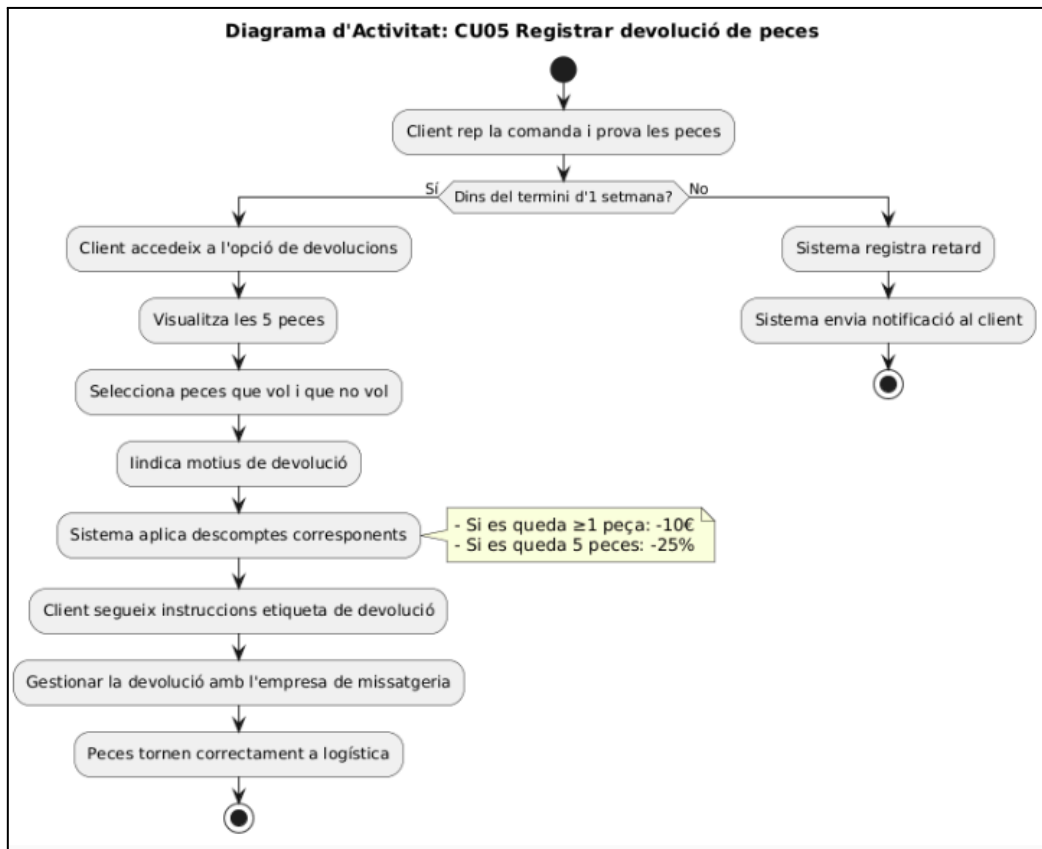 Diagrama d'Activitat: CU05 Registrar devolució de peces
Client rep la comanda i prova les peces
Dins del termini d'1 setmana?
Sí
No
Client accedeix a l'opció de devolucions
Visualitza les 5 peces
Selecciona peces que vol i que no vol
Iindica motius de devolució
Sistema aplica descomptes corresponents
- Si es queda ≥1 peça: -10€
- Si es queda 5 peces: -25%
Client segueix instruccions etiqueta de devolució
Gestionar la devolució amb l'empresa de missatgeria
Peces tornen correctament a logística
Sistema registra retard
Sistema envia notificació al client